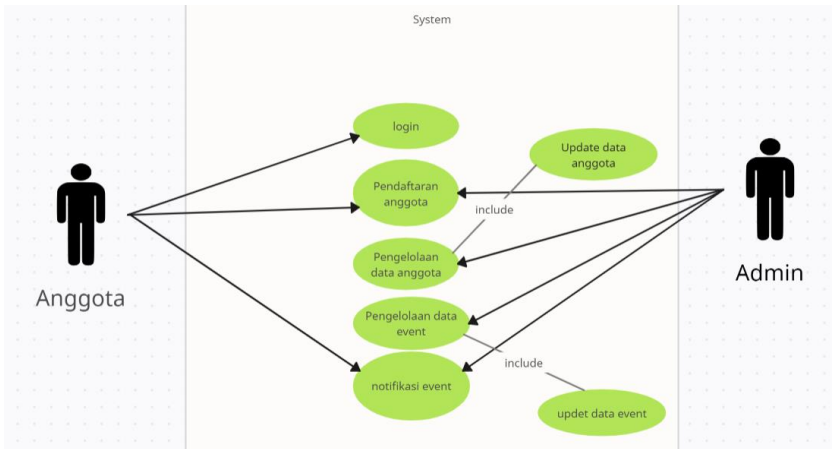 System
login
Update data
anggota
Pendaftaran
anggota
include
Pengelolaan
data anggota
Anggota
Admin
Pengelolaan data
event
include
notifikasi event
updet data event